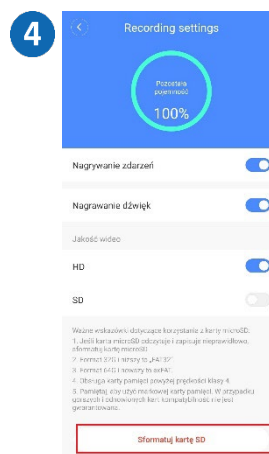 4
Recording settings
Pozostała
pojemność
100%
Nagrywanie zdarzeń
Nagrawanie dźwięk
Jakość wideo
HD
SD
Ważne wskazówki dotyczące korzystania z karty microSD:
1. Jeśli karta microSD odczytuje i zapisuje nieprawidłowo,
sformatuj kartę microSD.
2. Format 32G i niższy to „FAT32".
3. Format 64G i nowszy to exFAT.
4. Obsługa karty pamięci powyżej prędkości klasy 4
5. Pamiętaj, aby użyć markowej karty pamięci. W przypadku
gorszych i odnowionych kart, kompatybilność nie jest
gwarantowana.
Sformatuj kartę SD